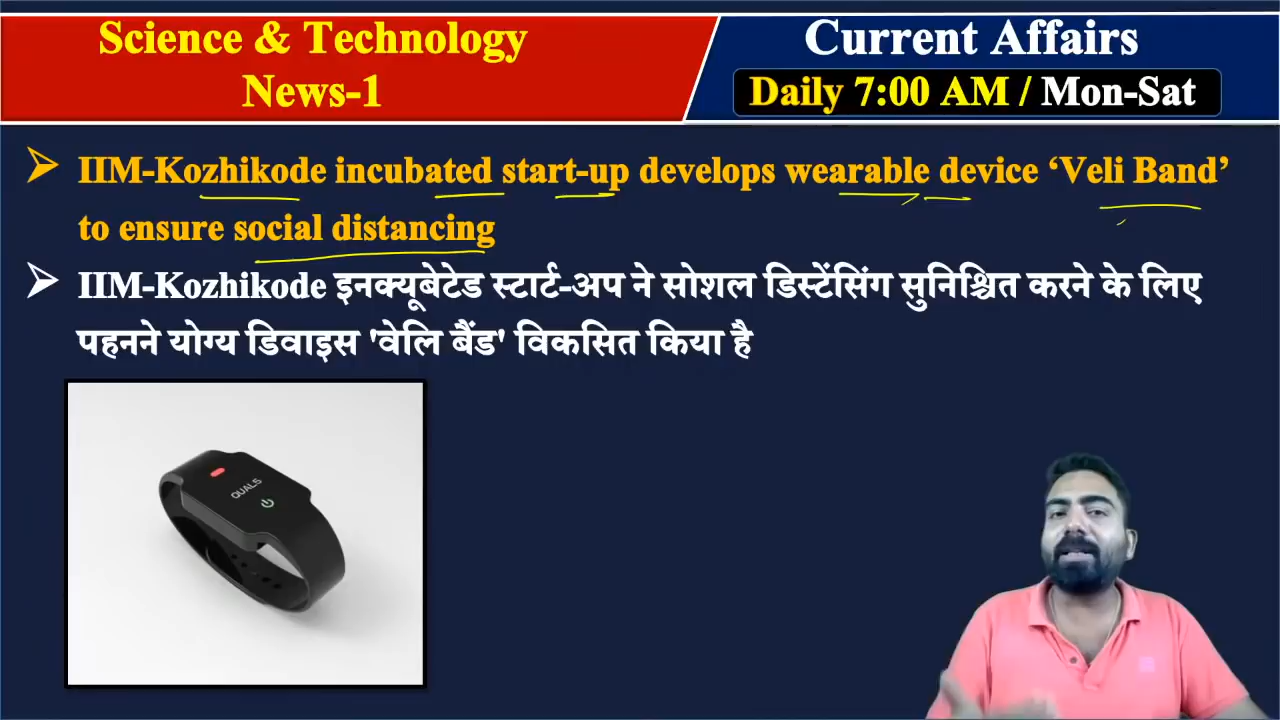 Science & Technology
News-1
Current Affairs
Daily 7:00 AM / Mon-Sat
IIM-Kozhikode incubated start-up develops wearable device ‘Veli Band’
to ensure social distancing
IIM-Kozhikode इनक्यूबेटेड स्टार्ट-अप ने सोशल डिस्टेंसिंग सुनिश्चित करने के लिए
पहनने योग्य डिवाइस 'वेलि बैंड' विकसित किया है
QUAL5